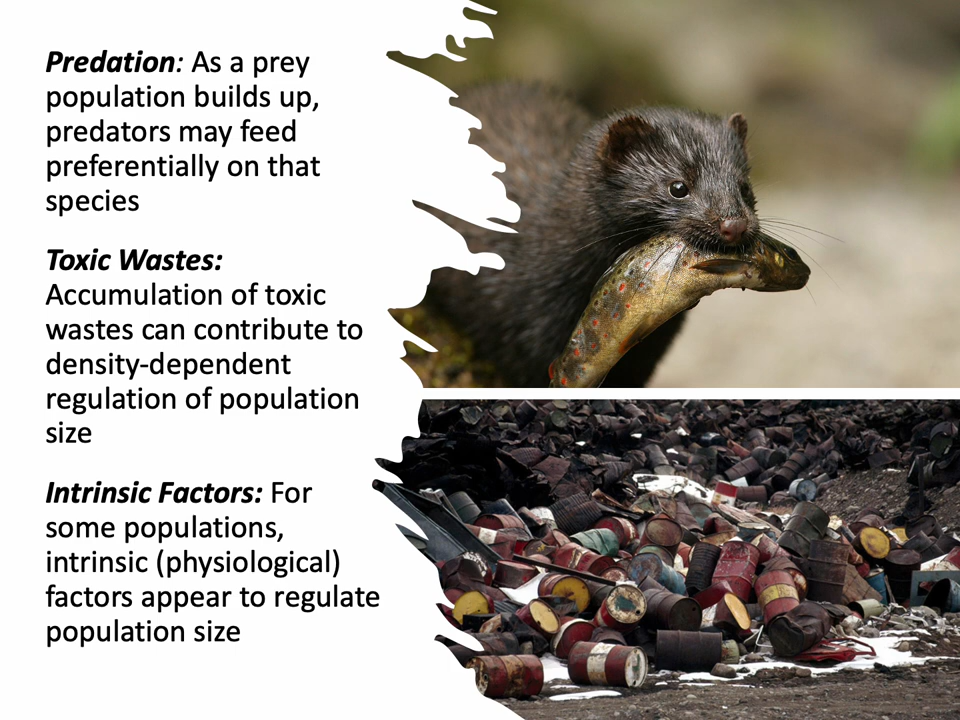 Predation: As a prey
population builds up,
predators may feed
preferentially on that
species
Toxic Wastes:
Accumulation of toxic
wastes can contribute to
density-dependent
regulation of population
size
Intrinsic Factors: For
some populations,
intrinsic (physiological)
factors appear to regulate
population size